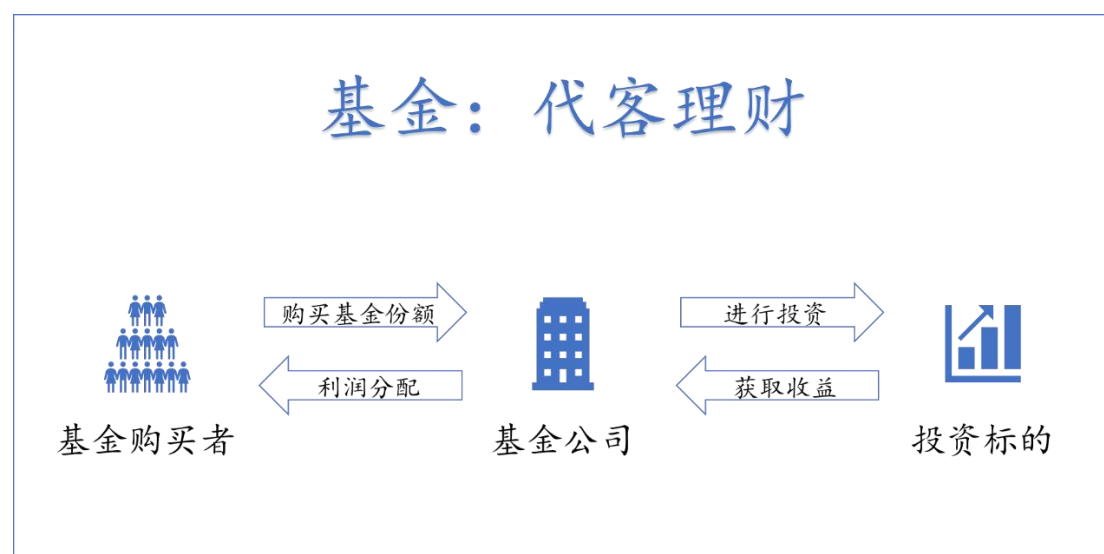 基金：代客理财
购买基金份额
进行投资
利润分配
获取收益
基金购买者
基金公司
投资标的